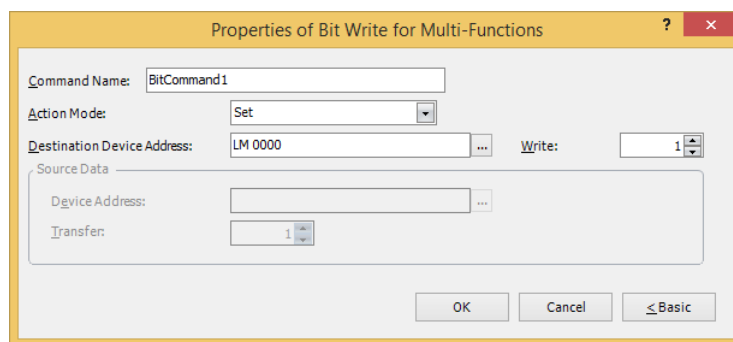 Properties of Bit Write for Multi-Functions ? ×
Command Name: BitCommand1
Action Mode: Set
Destination Device Address: LM 0000 ... Write: 1
Source Data
Device Address: ...
Transfer: 1
OK Cancel < Basic